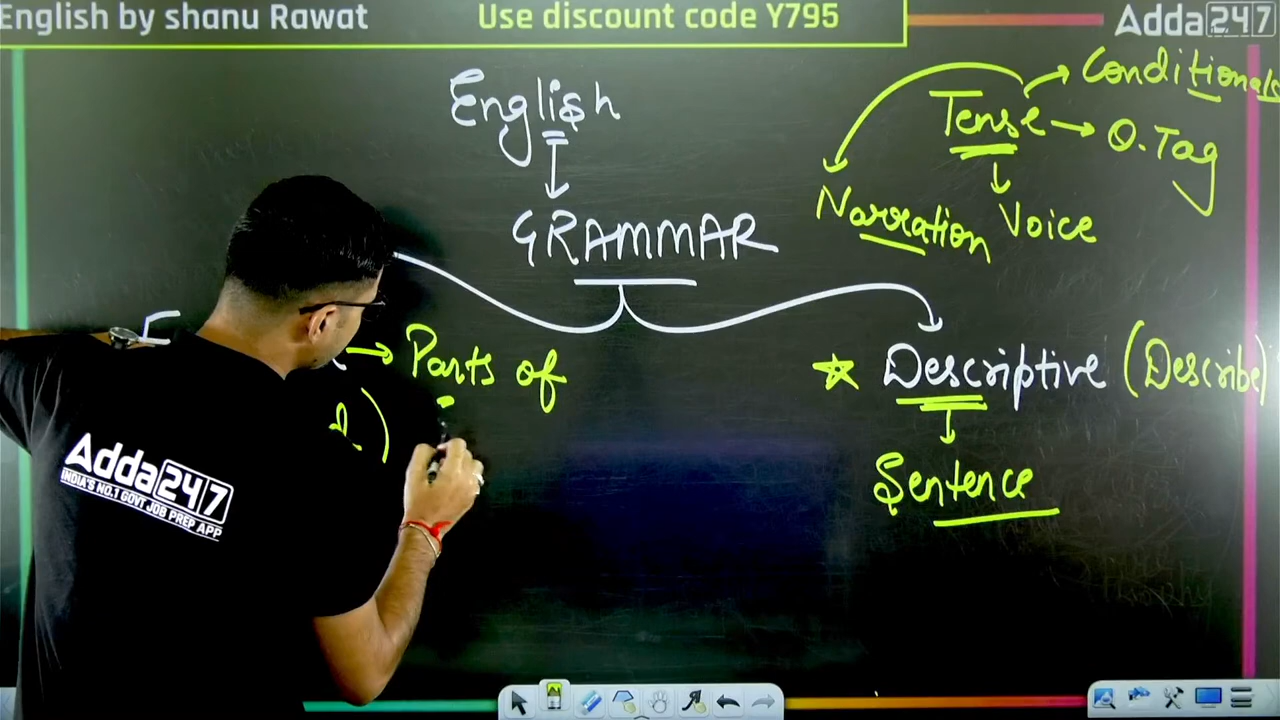 English by shanu Rawat
Use discount code Y795
Adda247
English
GRAMMAR
Tense
Conditionals
Q.Tag
Voice
Narration
Parts of
Descriptive (Describe)
Sentence
Adda247
INDIA'S NO.1 GOVT JOB PREP APP